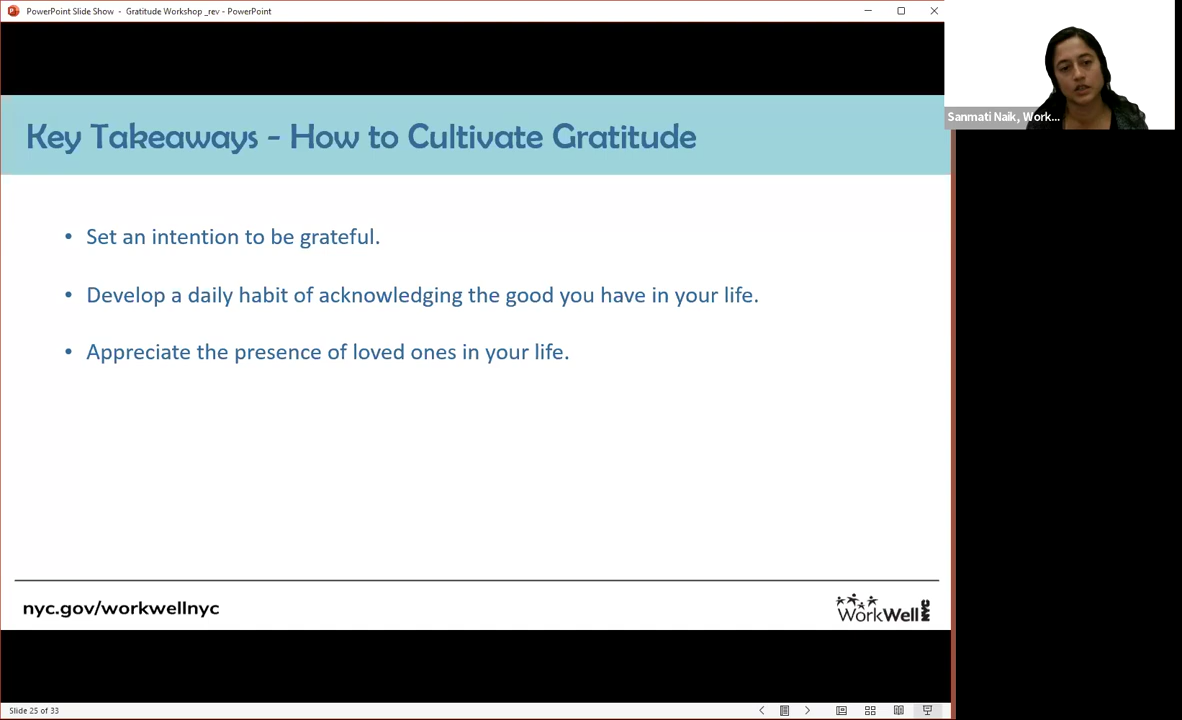 PowerPoint Slide Show - Gratitude Workshop _rev - PowerPoint
Sanmati Naik, Work...
Key Takeaways - How to Cultivate Gratitude
• Set an intention to be grateful.
• Develop a daily habit of acknowledging the good you have in your life.
• Appreciate the presence of loved ones in your life.
nyc.gov/workwellnyc
WorkWell NYC
Slide 25 of 33